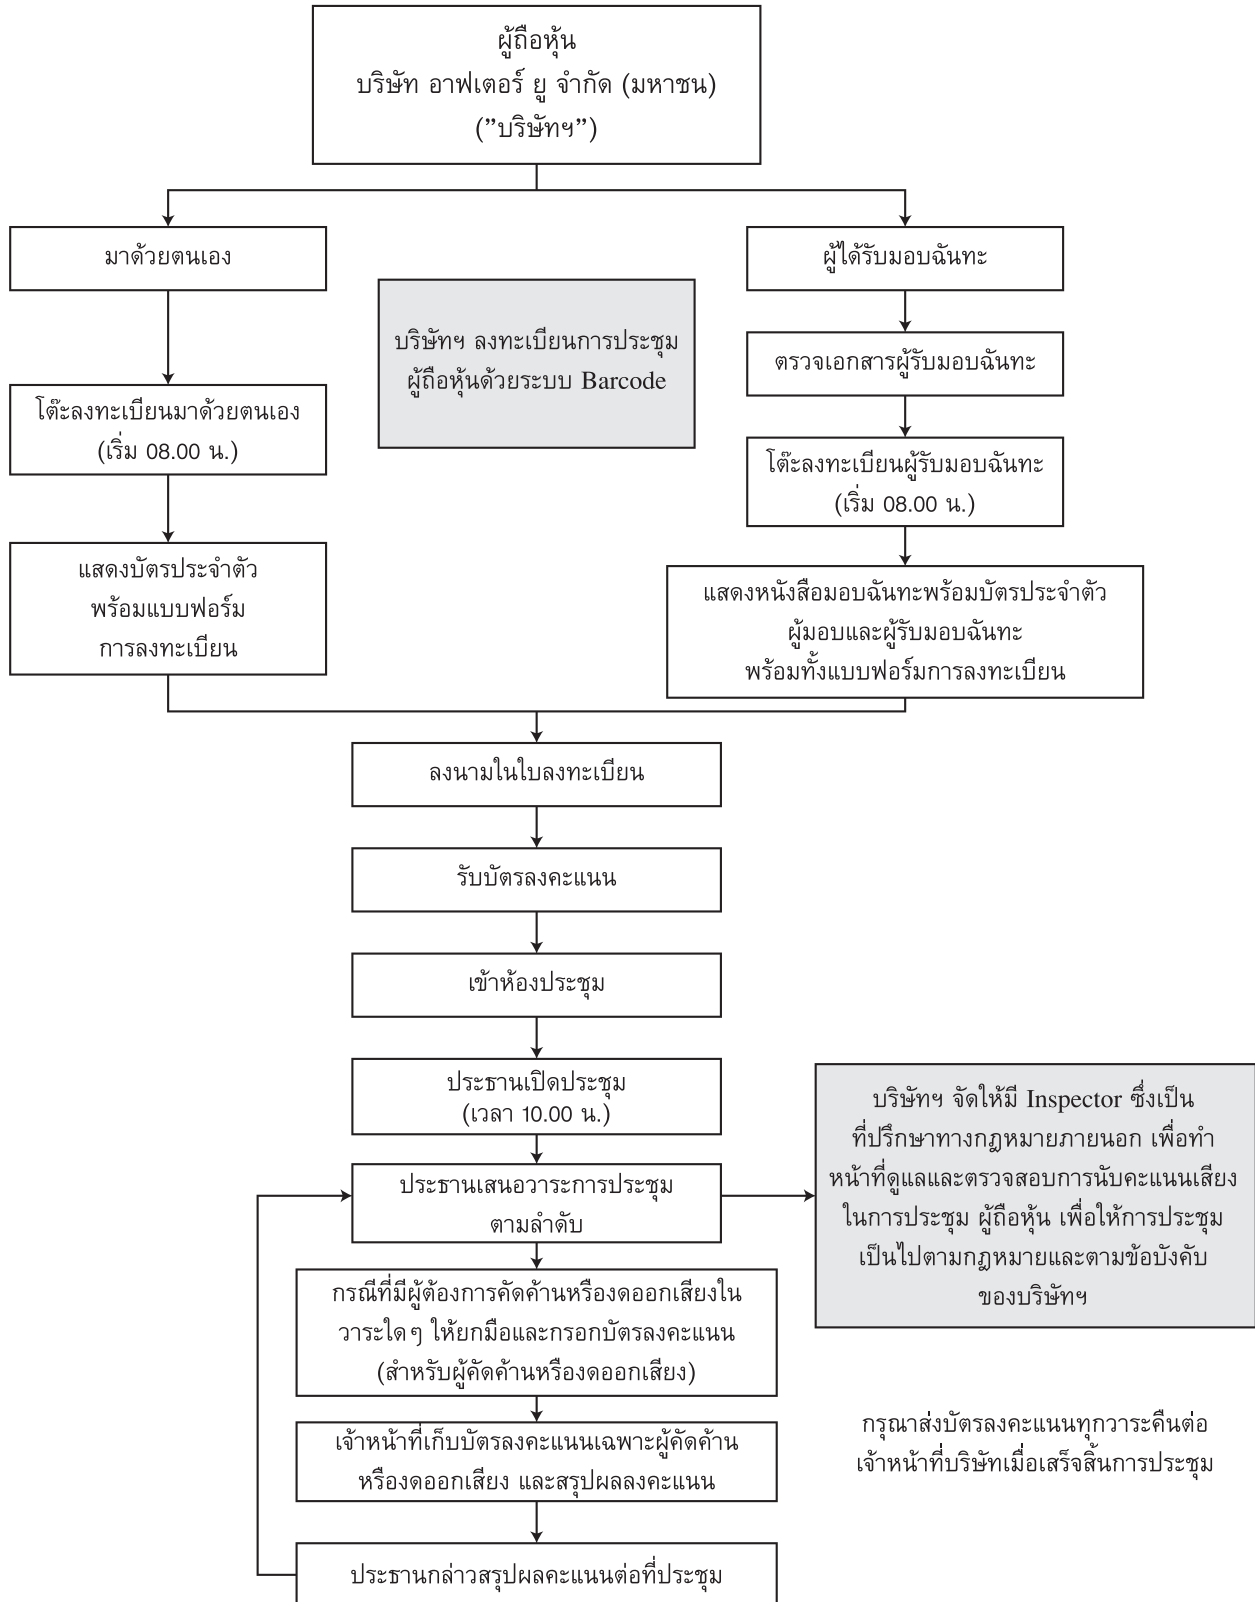 ผู้ถือหุ้น
บริษัท อาฟเตอร์ ยู จำกัด (มหาชน)
(”บริษัทฯ”)
มาด้วยตนเอง
โต๊ะลงทะเบียนมาด้วยตนเอง
(เริ่ม 08.00 น.)
แสดงบัตรประจำตัว
พร้อมแบบฟอร์ม
การลงทะเบียน
บริษัทฯ ลงทะเบียนการประชุม
ผู้ถือหุ้นด้วยระบบ Barcode
ผู้ได้รับมอบฉันทะ
ตรวจเอกสารผู้รับมอบฉันทะ
โต๊ะลงทะเบียนผู้รับมอบฉันทะ
(เริ่ม 08.00 น.)
แสดงหนังสือมอบฉันทะพร้อมบัตรประจำตัว
ผู้มอบและผู้รับมอบฉันทะ
พร้อมทั้งแบบฟอร์มการลงทะเบียน
ลงนามในใบลงทะเบียน
รับบัตรลงคะแนน
เข้าห้องประชุม
ประธานเปิดประชุม
(เวลา 10.00 น.)
ประธานเสนอวาระการประชุม
ตามลำดับ
บริษัทฯ จัดให้มี Inspector ซึ่งเป็น
ที่ปรึกษาทางกฎหมายภายนอก เพื่อทำ
หน้าที่ดูแลและตรวจสอบการนับคะแนนเสียง
ในการประชุม ผู้ถือหุ้น เพื่อให้การประชุม
เป็นไปตามกฎหมายและตามข้อบังคับ
ของบริษัทฯ
กรณีที่มีผู้ต้องการคัดค้านหรืองดออกเสียงใน
วาระใดๆ ให้ยกมือและกรอกบัตรลงคะแนน
(สำหรับผู้คัดค้านหรืองดออกเสียง)
เจ้าหน้าที่เก็บบัตรลงคะแนนเฉพาะผู้คัดค้าน
หรืองดออกเสียง และสรุปผลลงคะแนน
ประธานกล่าวสรุปผลคะแนนต่อที่ประชุม
กรุณาส่งบัตรลงคะแนนทุกวาระคืนต่อ
เจ้าหน้าที่บริษัทเมื่อเสร็จสิ้นการประชุม